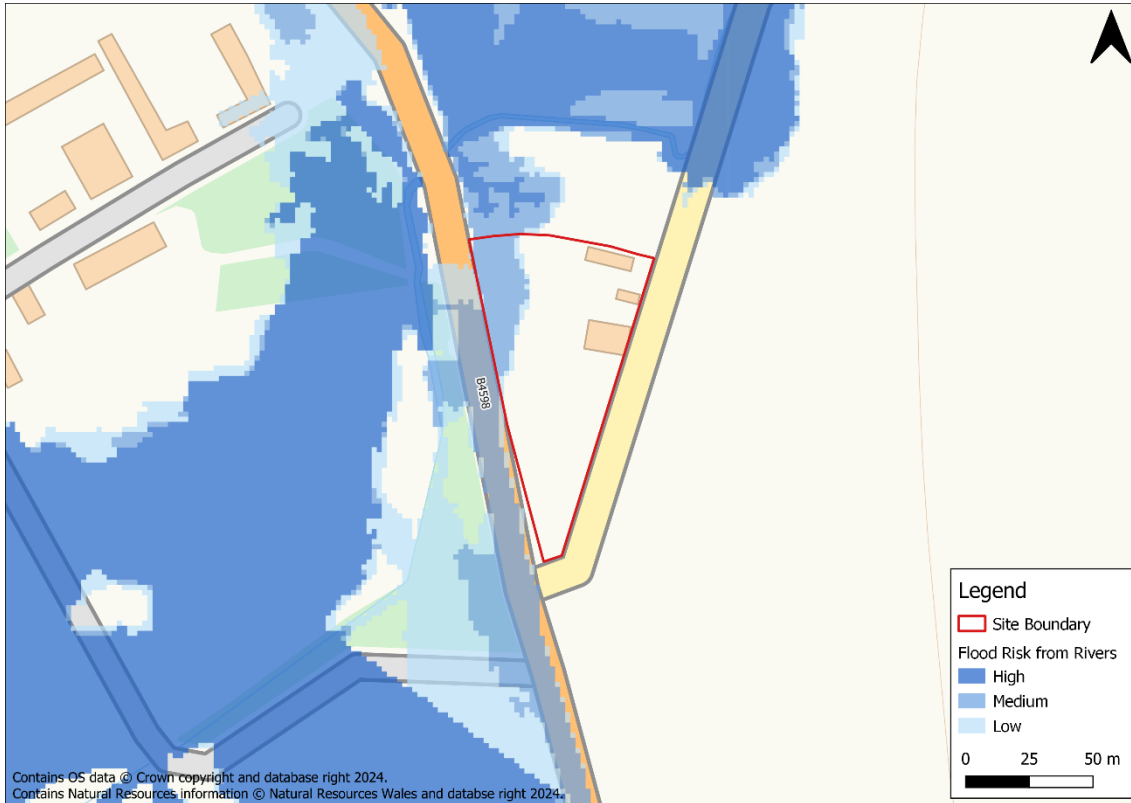 B4598
Legend
Site Boundary
Flood Risk from Rivers
High
Medium
Low
0 25 50 m
Contains OS data © Crown copyright and database right 2024.
Contains Natural Resources information © Natural Resources Wales and databse right 2024.